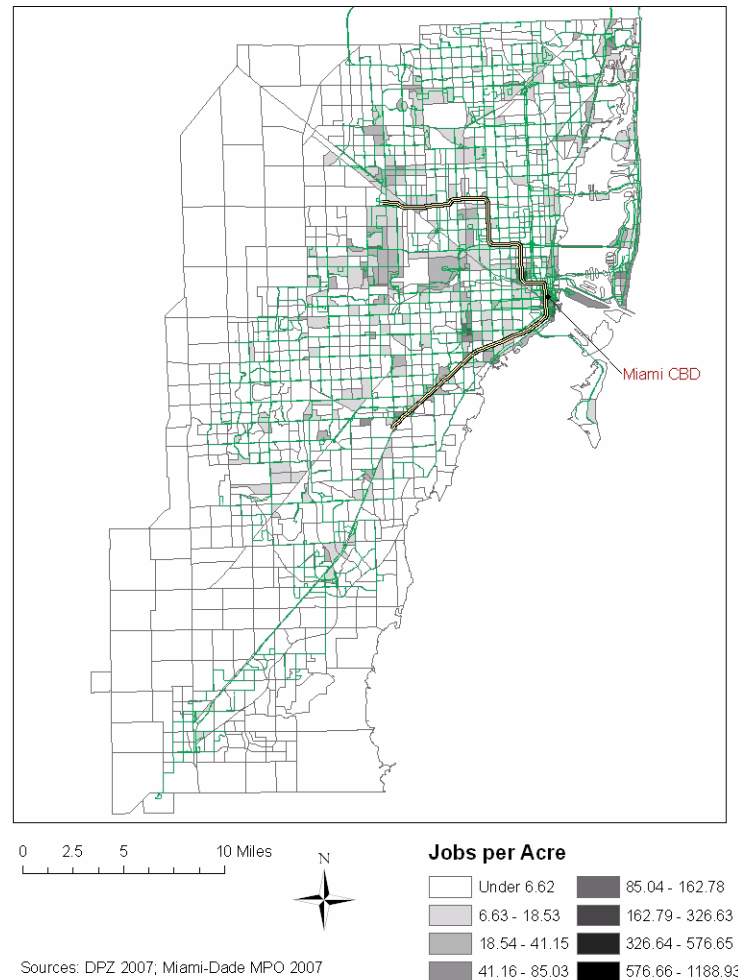 Miami CBD
0 2.5 5 10 Miles
N
Jobs per Acre
Under 6.62
6.63 - 18.53
18.54 - 41.15
41.16 - 85.03
85.04 - 162.78
162.79 - 326.63
326.64 - 576.65
576.66 - 1188.93
Sources: DPZ 2007; Miami-Dade MPO 2007